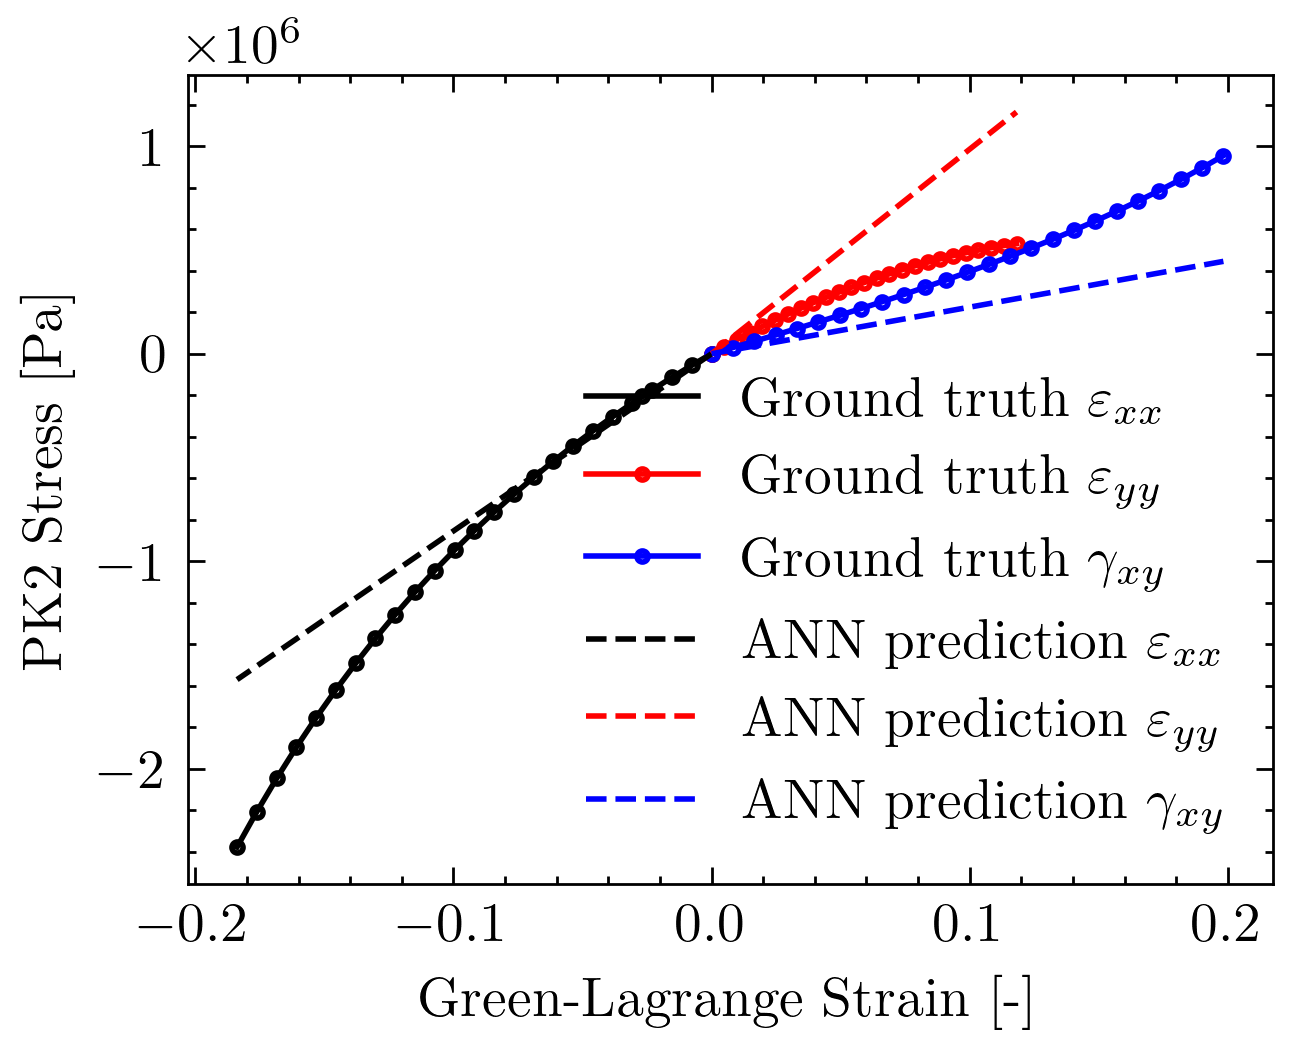 ×10⁶
1
0
−1
−2
PK2 Stress [Pa]
Ground truth εxx
Ground truth εyy
Ground truth γxy
ANN prediction εxx
ANN prediction εyy
ANN prediction γxy
−0.2 −0.1 0.0 0.1 0.2
Green-Lagrange Strain [-]